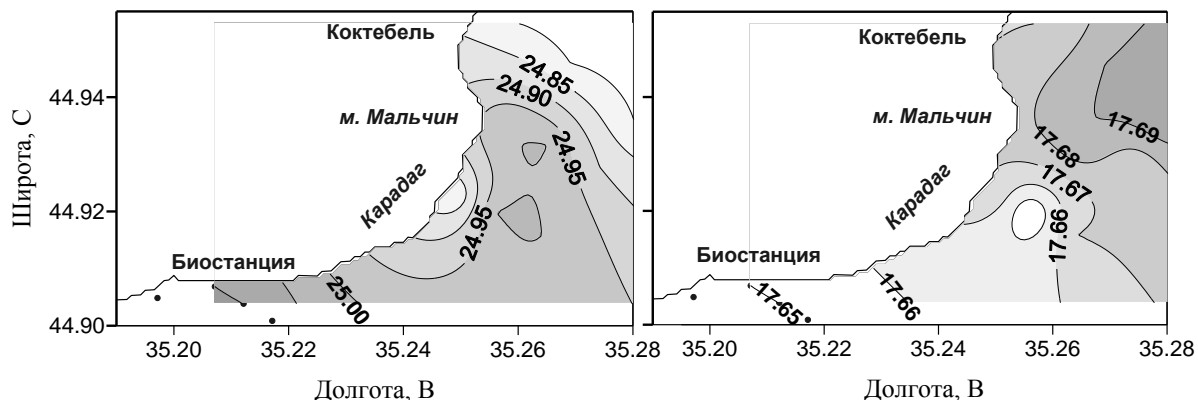 Коктебель
24.85
24.90
44.94
м. Мальчин
24.95
Широта, С
Карадаг
44.92
24.95
Биостанция
25.00
44.90
35.20
35.22
35.24
35.26
35.28
Долгота, В
Коктебель
17.69
м. Мальчин
17.68
17.67
Карадаг
17.66
Биостанция
17.66
17.65
35.20
35.22
35.24
35.26
35.28
Долгота, В